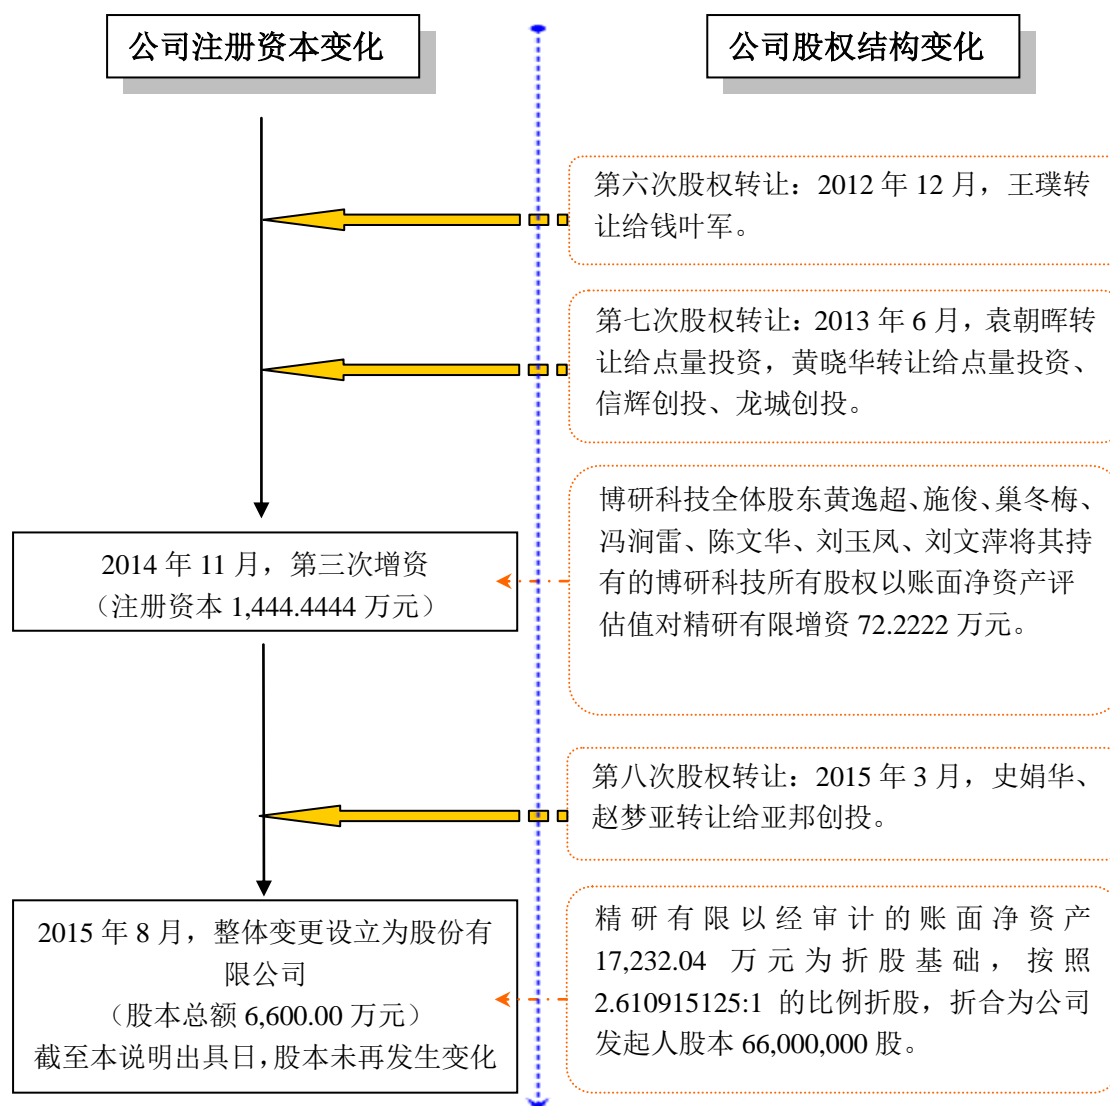 公司注册资本变化
公司股权结构变化
第六次股权转让：2012 年 12 月，王璞转
让给钱叶军。
第七次股权转让：2013 年 6 月，袁朝晖转
让给点量投资，黄晓华转让给点量投资、
信辉创投、龙城创投。
博研科技全体股东黄逸超、施俊、巢冬梅、
冯涧雷、陈文华、刘玉凤、刘文萍将其持
有的博研科技所有股权以账面净资产评
估值对精研有限增资 72.2222 万元。
2014 年 11 月，第三次增资
（注册资本 1,444.4444 万元）
第八次股权转让：2015 年 3 月，史娟华、
赵梦亚转让给亚邦创投。
2015 年 8 月，整体变更设立为股份有
限公司
（股本总额 6,600.00 万元）
截至本说明出具日，股本未再发生变化
精研有限以经审计的账面净资产
17,232.04 万元为折股基础，按照
2.610915125:1 的比例折股，折合为公司
发起人股本 66,000,000 股。